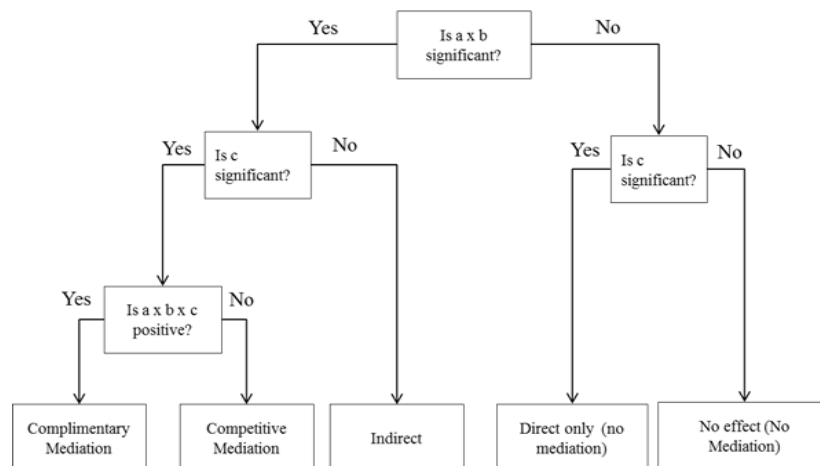 Yes
Is a x b
significant?
No
Yes
Is c
significant?
No
Yes
Is c
significant?
No
Yes
Is a x b x c
positive?
No
Complimentary
Mediation
Competitive
Mediation
Indirect
Direct only (no
mediation)
No effect (No
Mediation)